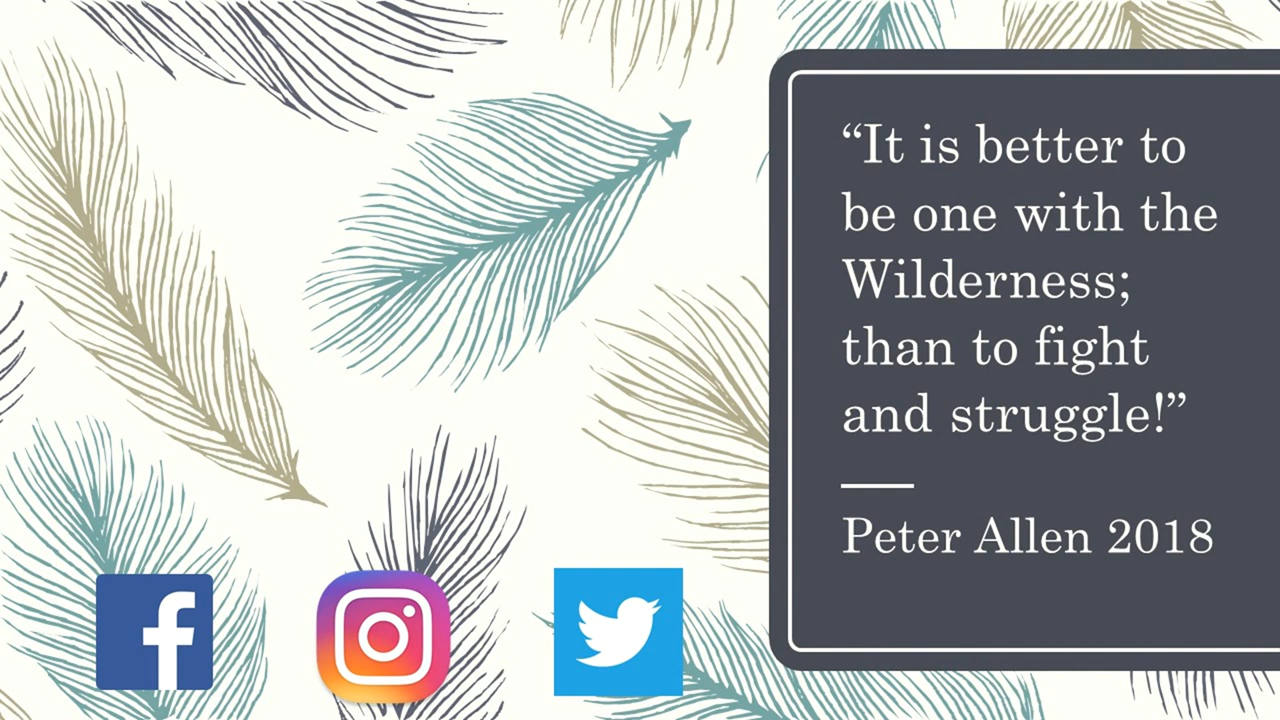 “It is better to
be one with the
Wilderness;
than to fight
and struggle!”
Peter Allen 2018